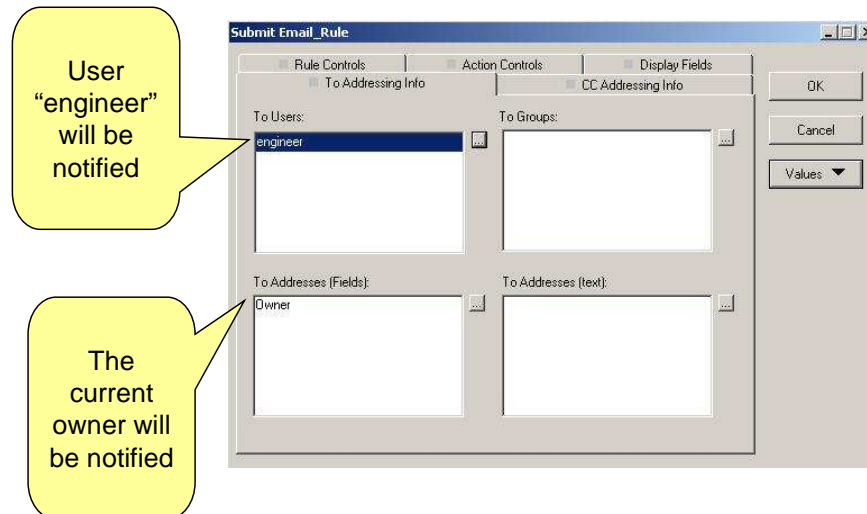 User
“engineer”
will be
notified
Submit Email_Rule
Rule Controls
Action Controls
Display Fields
To Addressing Info
CC Addressing Info
OK
Cancel
Values
To Users:
engineer
...
To Groups:
...
To Addresses (Fields):
Owner
...
To Addresses (text):
...
The
current
owner will
be notified